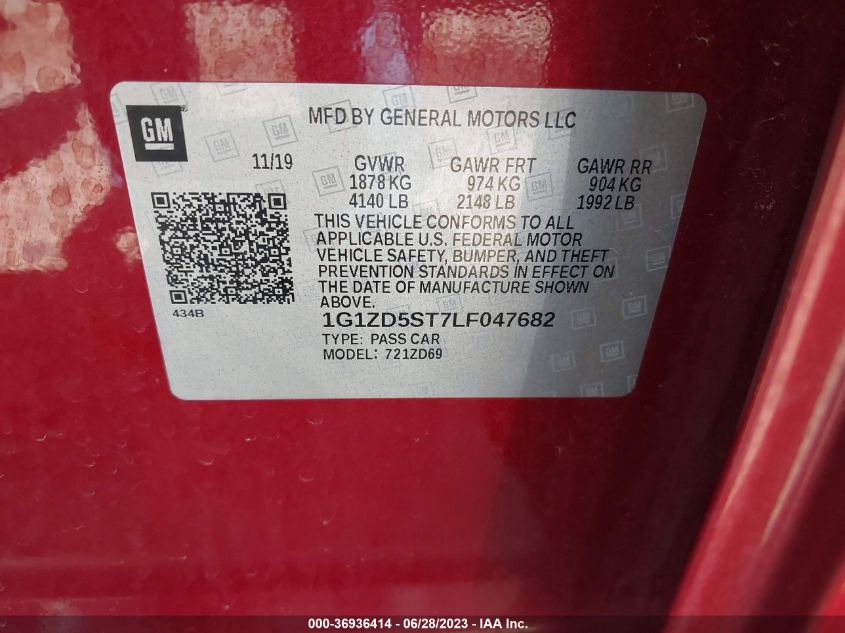 GM
MFD BY GENERAL MOTORS LLC
11/19 GVWR GAWR FRT GAWR RR
1878 KG 974 KG 904 KG
4140 LB 2148 LB 1992 LB
THIS VEHICLE CONFORMS TO ALL
APPLICABLE U.S. FEDERAL MOTOR
VEHICLE SAFETY, BUMPER, AND THEFT
PREVENTION STANDARDS IN EFFECT ON
THE DATE OF MANUFACTURE SHOWN
ABOVE.
434B
1G1ZD5ST7LF047682
TYPE: PASS CAR
MODEL: 721ZD69
000-36936414 / 06/28/2023 - IAA Inc.